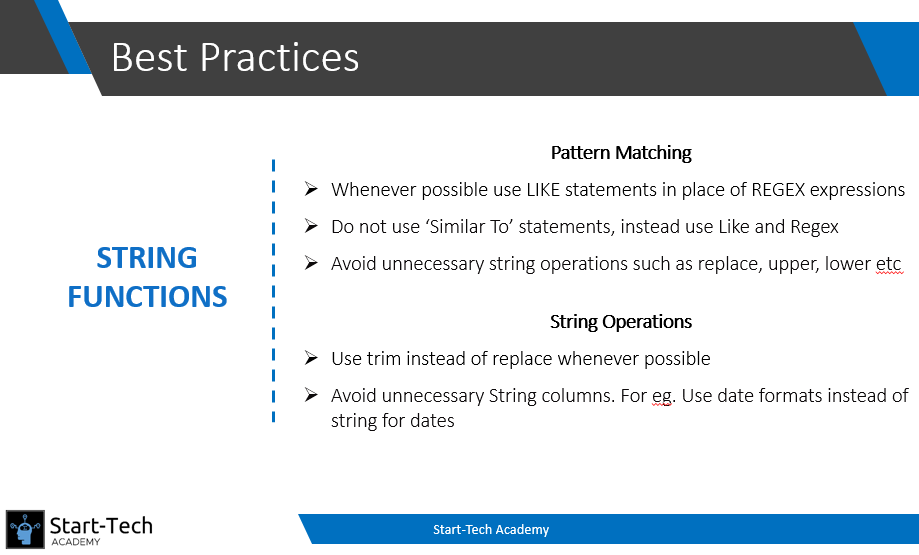 Best Practices
STRING
FUNCTIONS
Pattern Matching
Whenever possible use LIKE statements in place of REGEX expressions
Do not use ‘Similar To’ statements, instead use Like and Regex
Avoid unnecessary string operations such as replace, upper, lower etc
String Operations
Use trim instead of replace whenever possible
Avoid unnecessary String columns. For eg. Use date formats instead of
string for dates
Start-Tech
ACADEMY
Start-Tech Academy